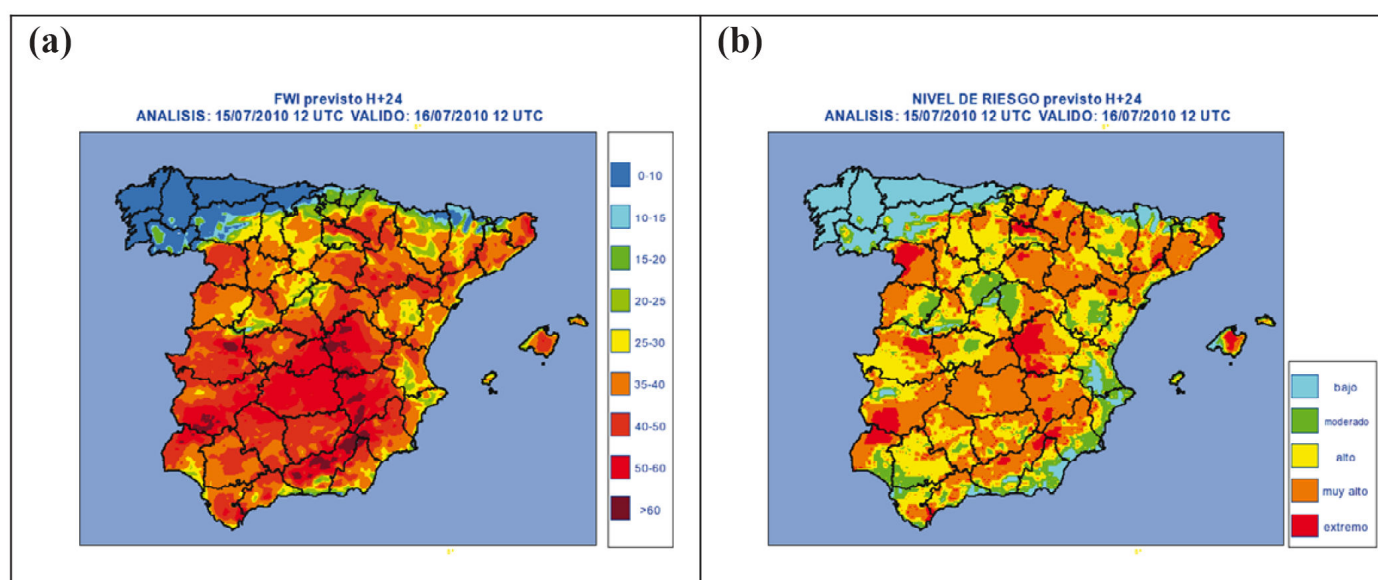 (a)
FWI previsto H+24
ANALISIS: 15/07/2010 12 UTC VALIDO: 16/07/2010 12 UTC
0-10
10-15
15-20
20-25
25-30
35-40
40-50
50-60
>60
(b)
NIVEL DE RIESGO previsto H+24
ANALISIS: 15/07/2010 12 UTC VALIDO: 16/07/2010 12 UTC
bajo
moderado
alto
muy alto
extremo